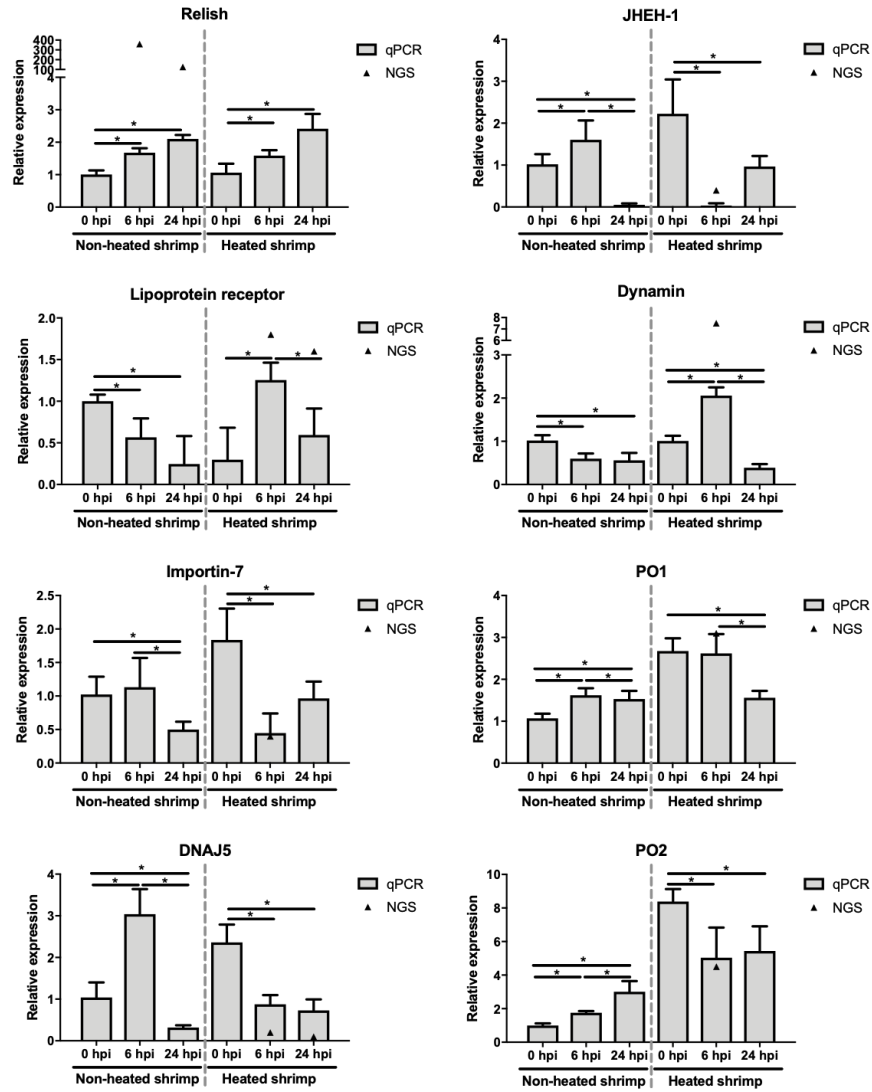 Relish
Relative expression
400
300
200
100
4
3
2
1
0
* * * *
0 hpi 6 hpi 24 hpi 0 hpi 6 hpi 24 hpi
Non-heated shrimp Heated shrimp
qPCR
NGS
JHEH-1
Relative expression
4
3
2
1
0
* * * * *
0 hpi 6 hpi 24 hpi 0 hpi 6 hpi 24 hpi
Non-heated shrimp Heated shrimp
qPCR
NGS
Lipoprotein receptor
Relative expression
2.0
1.5
1.0
0.5
0.0
* * * *
0 hpi 6 hpi 24 hpi 0 hpi 6 hpi 24 hpi
Non-heated shrimp Heated shrimp
qPCR
NGS
Dynamin
Relative expression
8
7
6
3
2
1
0
* * * * *
0 hpi 6 hpi 24 hpi 0 hpi 6 hpi 24 hpi
Non-heated shrimp Heated shrimp
qPCR
NGS
Importin-7
Relative expression
2.5
2.0
1.5
1.0
0.5
0.0
* * * *
0 hpi 6 hpi 24 hpi 0 hpi 6 hpi 24 hpi
Non-heated shrimp Heated shrimp
qPCR
NGS
PO1
Relative expression
4
3
2
1
0
* * * * *
0 hpi 6 hpi 24 hpi 0 hpi 6 hpi 24 hpi
Non-heated shrimp Heated shrimp
qPCR
NGS
DNAJ5
Relative expression
4
3
2
1
0
* * * * *
0 hpi 6 hpi 24 hpi 0 hpi 6 hpi 24 hpi
Non-heated shrimp Heated shrimp
qPCR
NGS
PO2
Relative expression
10
8
6
4
2
0
* * * * *
0 hpi 6 hpi 24 hpi 0 hpi 6 hpi 24 hpi
Non-heated shrimp Heated shrimp
qPCR
NGS